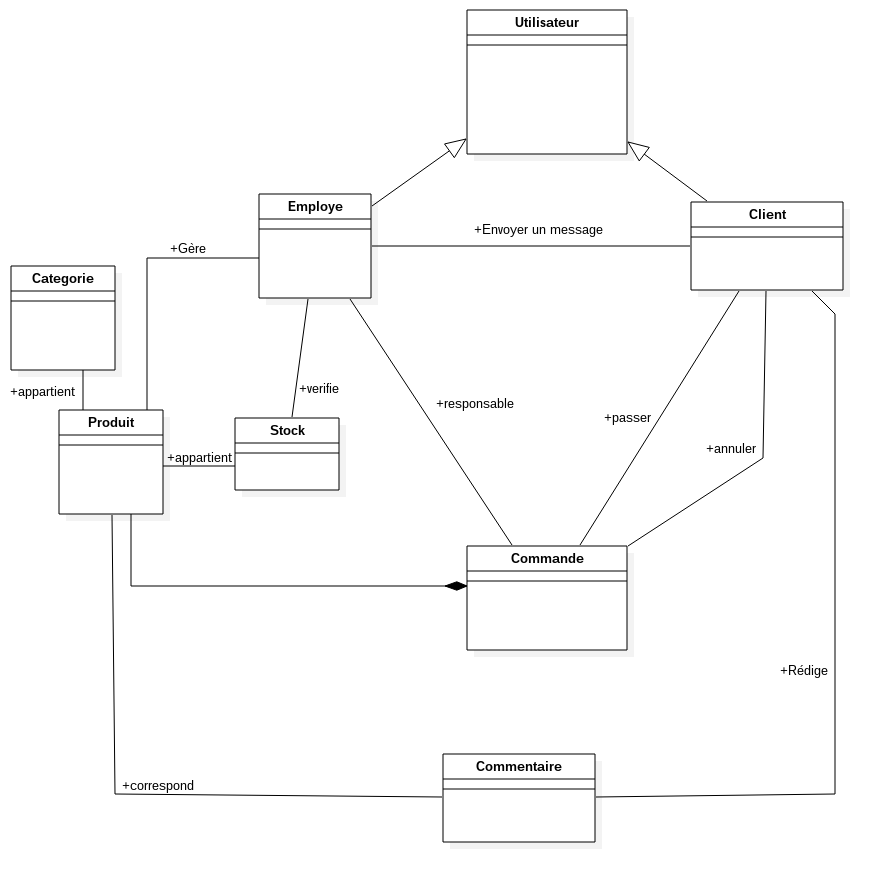 Utilisateur
Employe
Client
+Envoyer un message
+Gère
Categorie
+appartient
+verifie
+responsable
+passer
Produit
Stock
+annuler
+appartient
Commande
+Rédige
Commentaire
+correspond